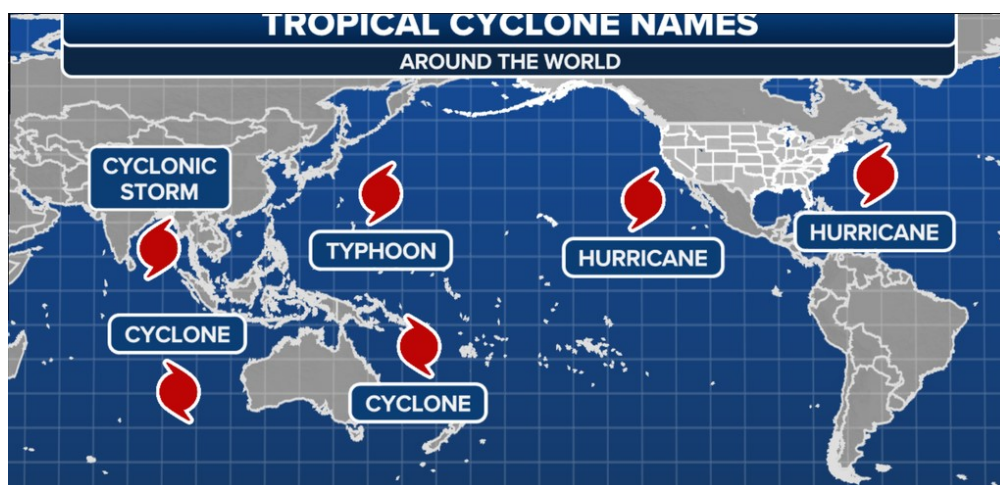 TROPICAL CYCLONE NAMES
AROUND THE WORLD
CYCLONIC
STORM
TYPHOON
HURRICANE
HURRICANE
CYCLONE
CYCLONE